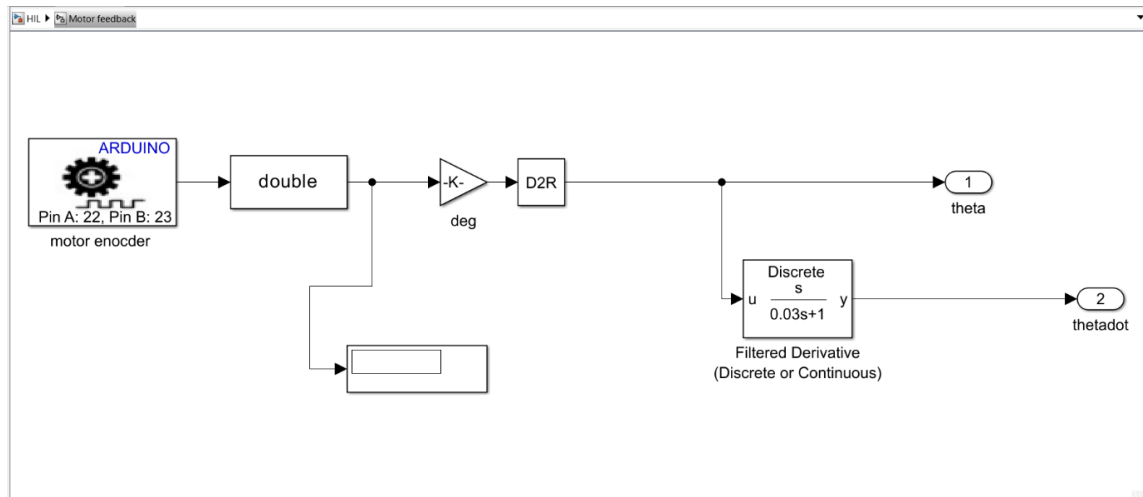 HIL Motor feedback
ARDUINO
Pin A: 22, Pin B: 23
motor enocder
double
-K-
deg
D2R
1
theta
Discrete
u s y
0.03s+1
Filtered Derivative
(Discrete or Continuous)
2
thetadot